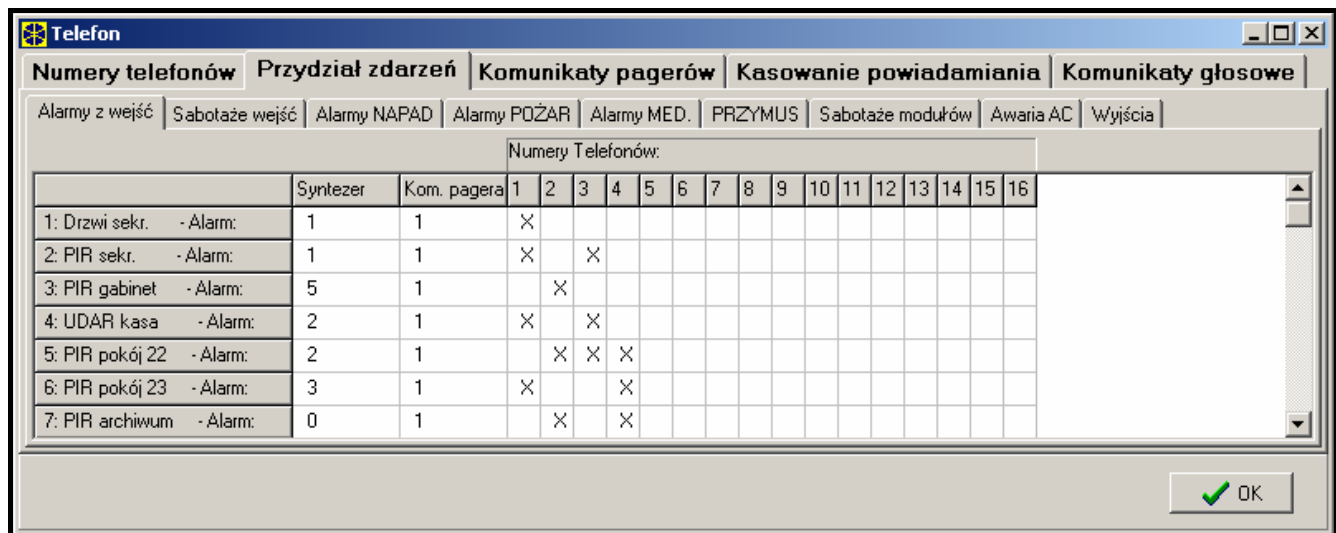 Telefon
Numery telefonów Przydział zdarzeń Komunikaty pagerów Kasowanie powiadamiania Komunikaty głosowe
Alarmy z wejść Sabotaże wejść Alarmy NAPAD Alarmy POŻAR Alarmy MED. PRZYMUS Sabotaże modułów Awaria AC Wyjścia
Numery Telefonów:
Syntezer Kom. pagera 1 2 3 4 5 6 7 8 9 10 11 12 13 14 15 16
1: Drzwi sekr. - Alarm: 1 1 X
2: PIR sekr. - Alarm: 1 1 X X
3: PIR gabinet - Alarm: 5 1 X
4: UDAR kasa - Alarm: 2 1 X X
5: PIR pokój 22 - Alarm: 2 1 X X X
6: PIR pokój 23 - Alarm: 3 1 X X
7: PIR archiwum - Alarm: 0 1 X X
OK